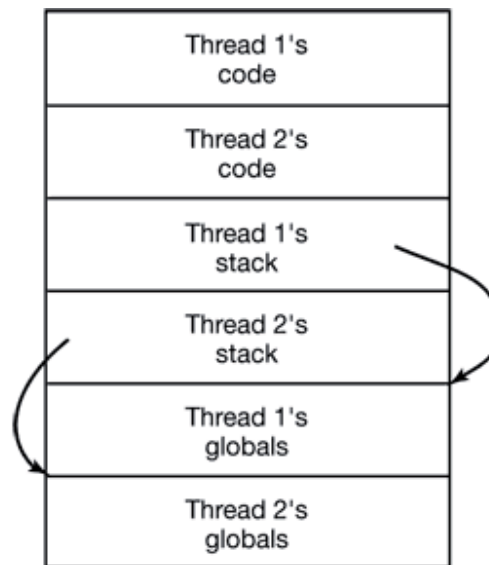 Thread 1's
code
Thread 2's
code
Thread 1's
stack
Thread 2's
stack
Thread 1's
globals
Thread 2's
globals